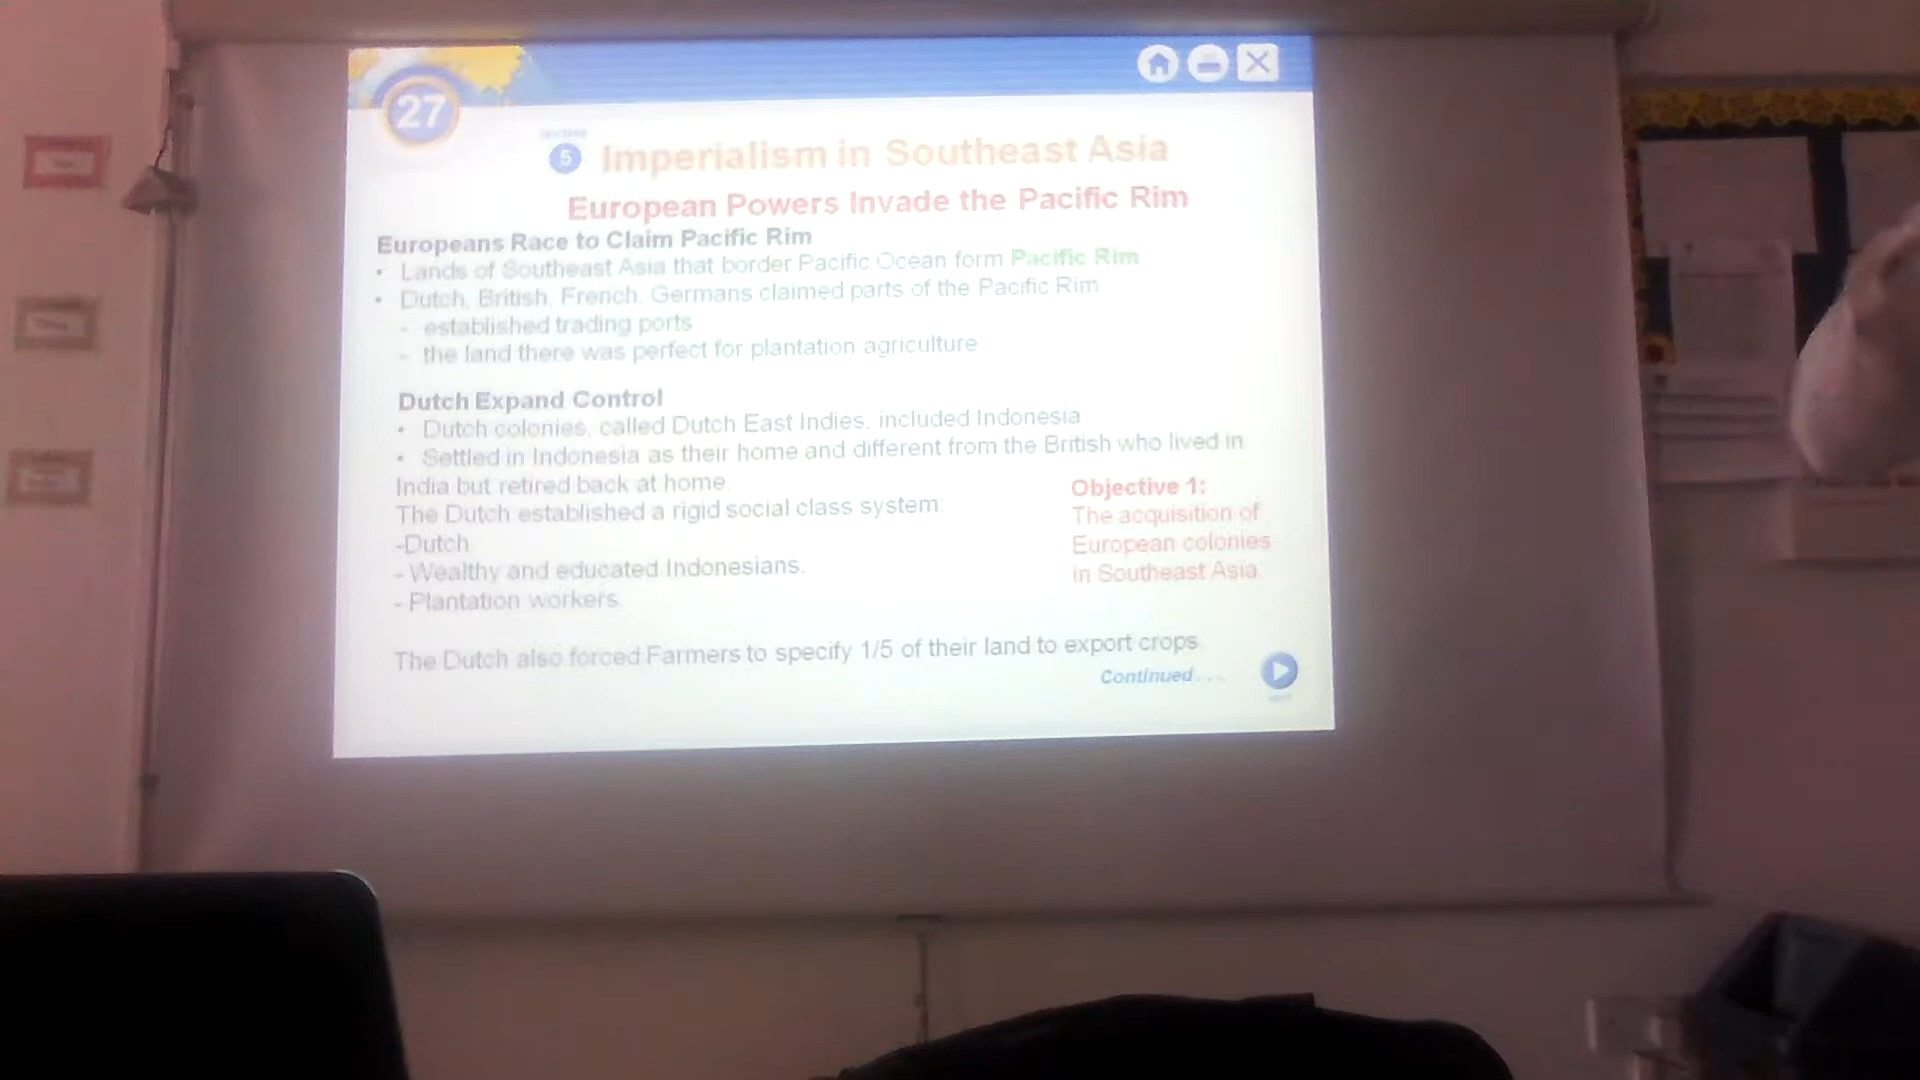 27
5 Imperialism in Southeast Asia
European Powers Invade the Pacific Rim
Europeans Race to Claim Pacific Rim
• Lands of Southeast Asia that border Pacific Ocean form Pacific Rim
• Dutch, British, French, Germans claimed parts of the Pacific Rim
- established trading ports
- the land there was perfect for plantation agriculture
Dutch Expand Control
• Dutch colonies, called Dutch East Indies, included Indonesia
• Settled in Indonesia as their home and different from the British who lived in
India but retired back at home.
The Dutch established a rigid social class system:
-Dutch
- Wealthy and educated Indonesians.
- Plantation workers.
The Dutch also forced Farmers to specify 1/5 of their land to export crops
Objective 1:
The acquisition of
European colonies
in Southeast Asia.
Continued . . .